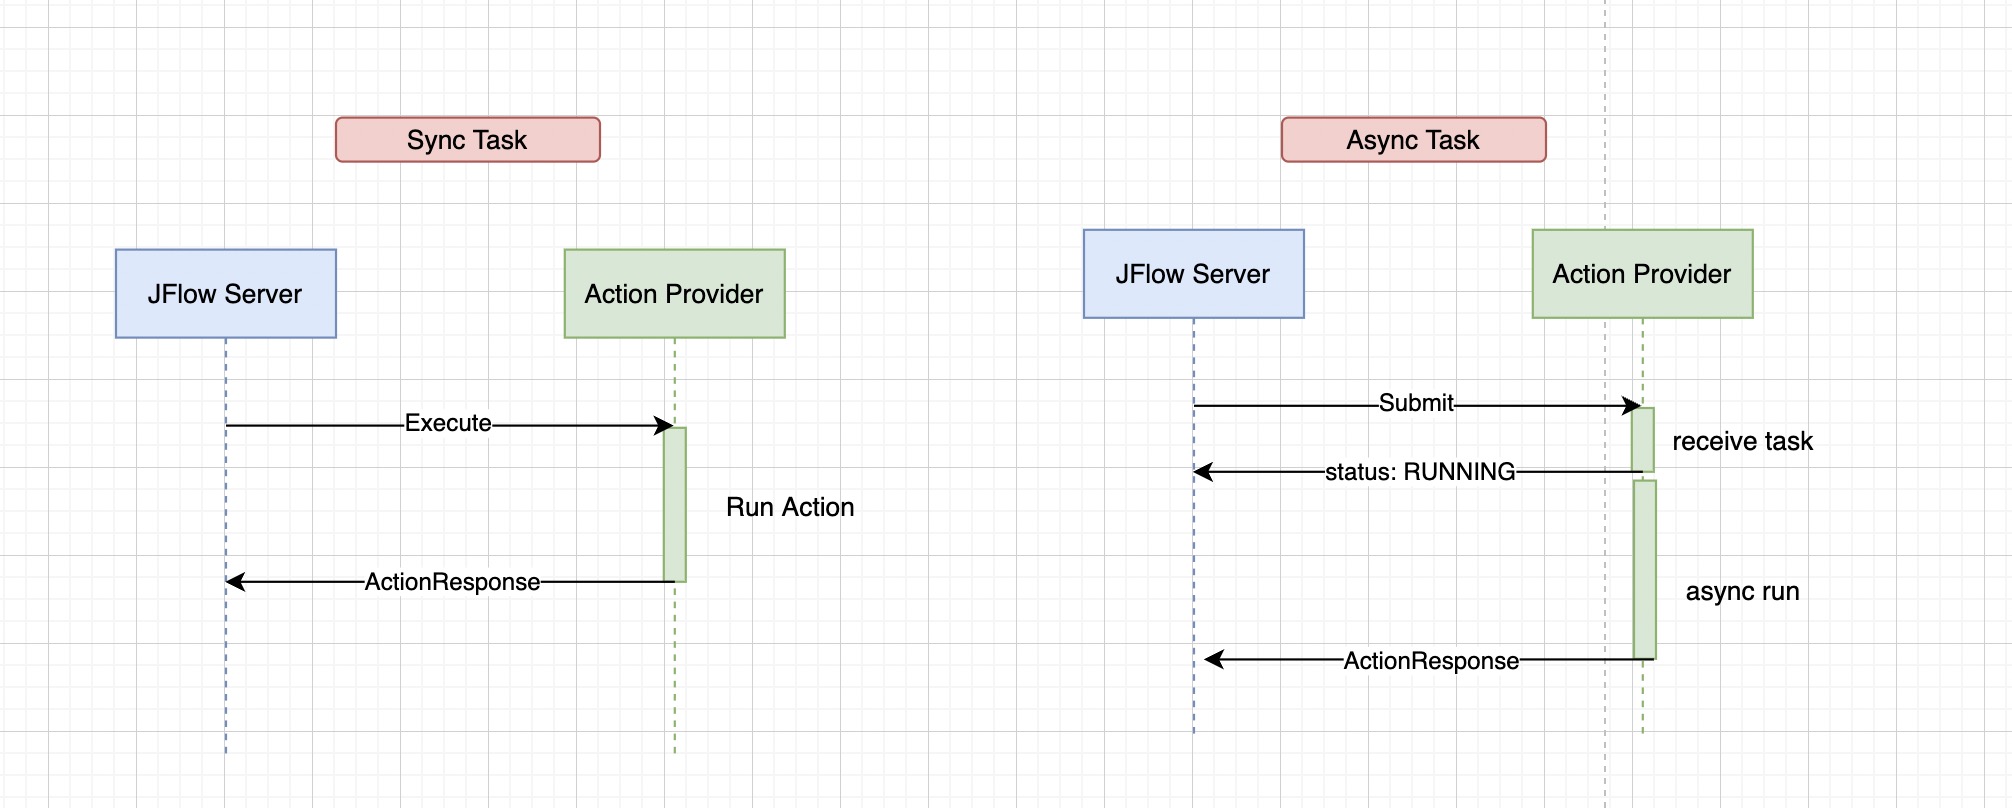 Sync Task
JFlow Server
Action Provider
Execute
Run Action
ActionResponse
Async Task
JFlow Server
Action Provider
Submit
receive task
status: RUNNING
async run
ActionResponse